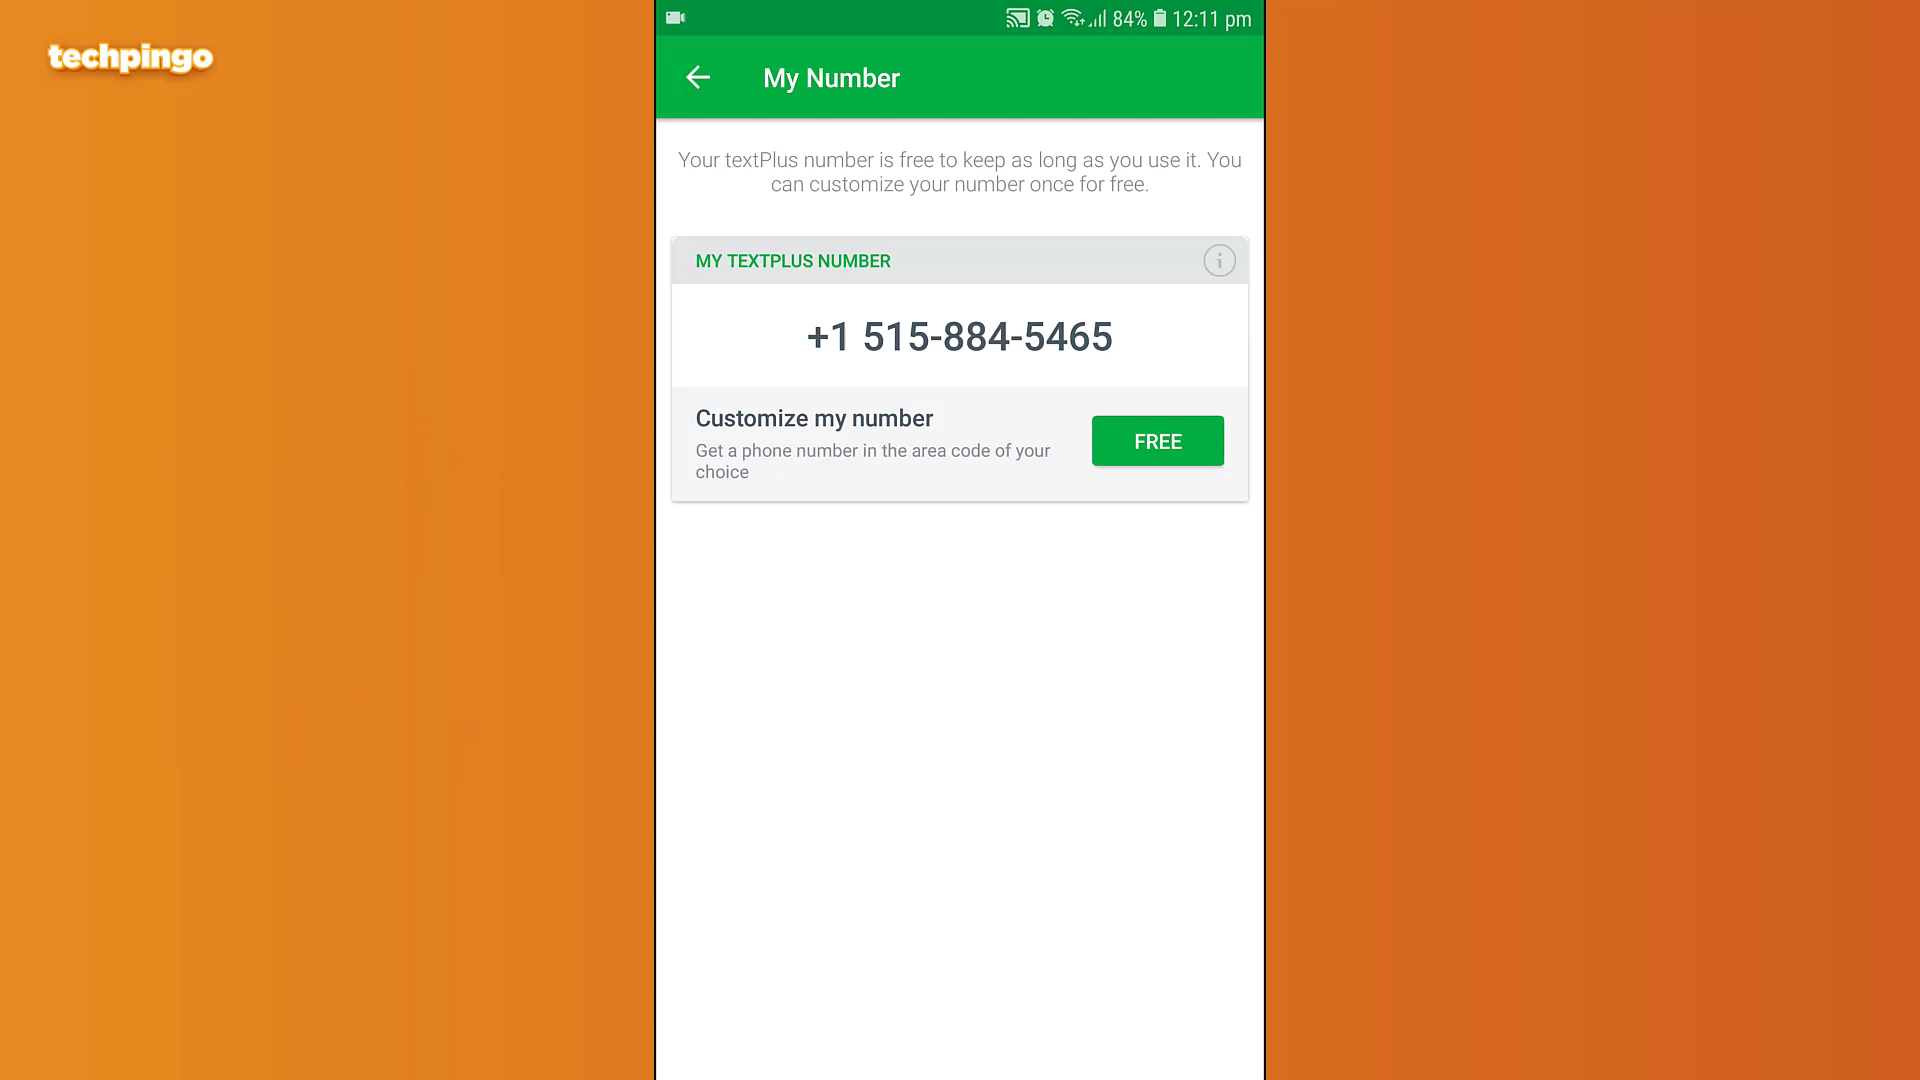 techpingo
84% 12:11 pm
My Number
Your textPlus number is free to keep as long as you use it. You
can customize your number once for free.
MY TEXTPLUS NUMBER
+1 515-884-5465
Customize my number
Get a phone number in the area code of your
choice
FREE